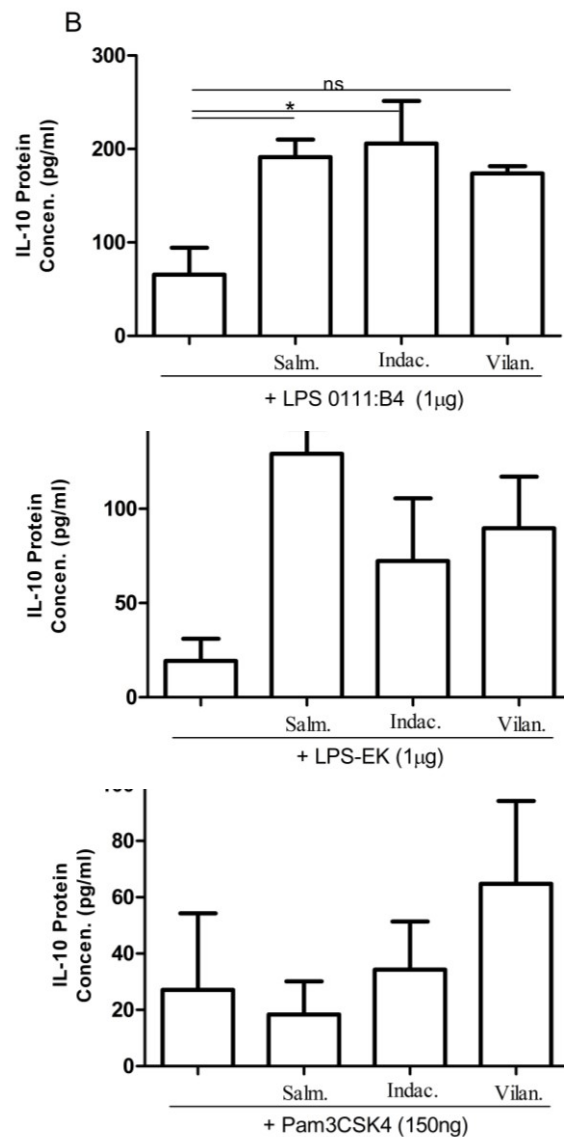 B
IL-10 Protein
Concen. (pg/ml)
300
200
100
0
ns
*
Salm. Indac. Vilan.
+ LPS 0111:B4 (1μg)
IL-10 Protein
Concen. (pg/ml)
100
50
0
Salm. Indac. Vilan.
+ LPS-EK (1μg)
IL-10 Protein
Concen. (pg/ml)
80
60
40
20
0
Salm. Indac. Vilan.
+ Pam3CSK4 (150ng)